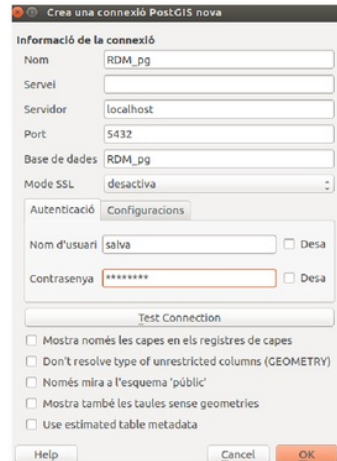 Crea una connexió PostGIS nova
Informació de la connexió
Nom RDM_pg
Servei
Servidor localhost
Port 5432
Base de dades RDM_pg
Mode SSL desactiva
Autenticació Configuracions
Nom d'usuari salva Desa
Contrasenya ******** Desa
Test Connection
Mostra només les capes en els registres de capes
Don't resolve type of unrestricted columns (GEOMETRY)
Només mira a l'esquema 'públic'
Mostra també les taules sense geometries
Use estimated table metadata
Help Cancel OK